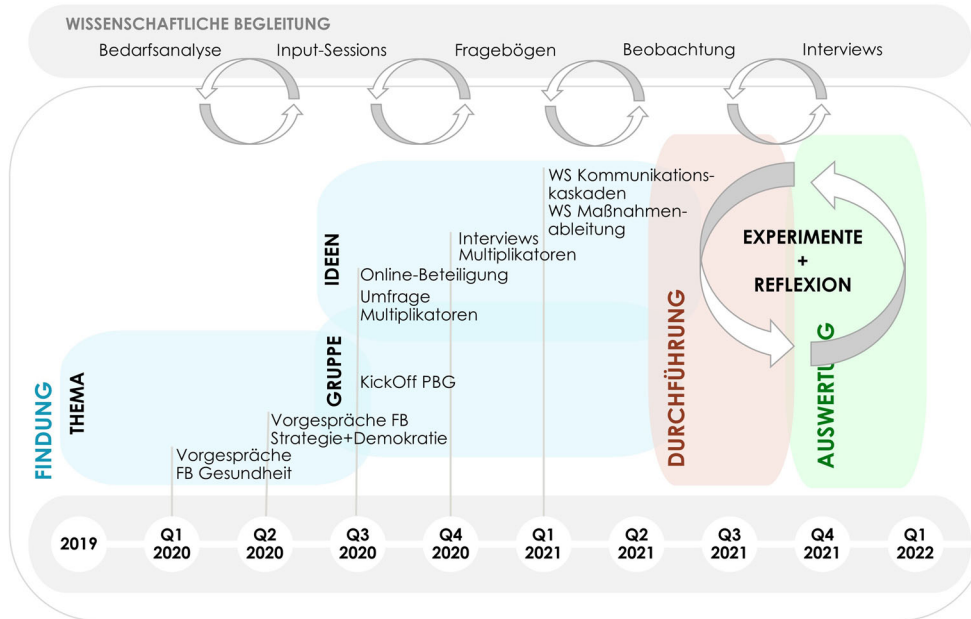 WISSENSCHAFTLICHE BEGLEITUNG
Bedarfsanalyse
Input-Sessions
Fragebögen
Beobachtung
Interviews
WS Kommunikations-
kaskaden
WS Maßnahmen-
ableitung
Interviews
Multiplikatoren
Online-Beteiligung
Umfrage
Multiplikatoren
KickOff PBG
Vorgespräche FB
Strategie+Demokratie
Vorgespräche
FB Gesundheit
FINDUNG
THEMA
GRUPPE
IDEEN
DURCHFÜHRUNG
AUSWERTUNG
EXPERIMENTE
+
REFLEXION
2019
Q1
2020
Q2
2020
Q3
2020
Q4
2020
Q1
2021
Q2
2021
Q3
2021
Q4
2021
Q1
2022